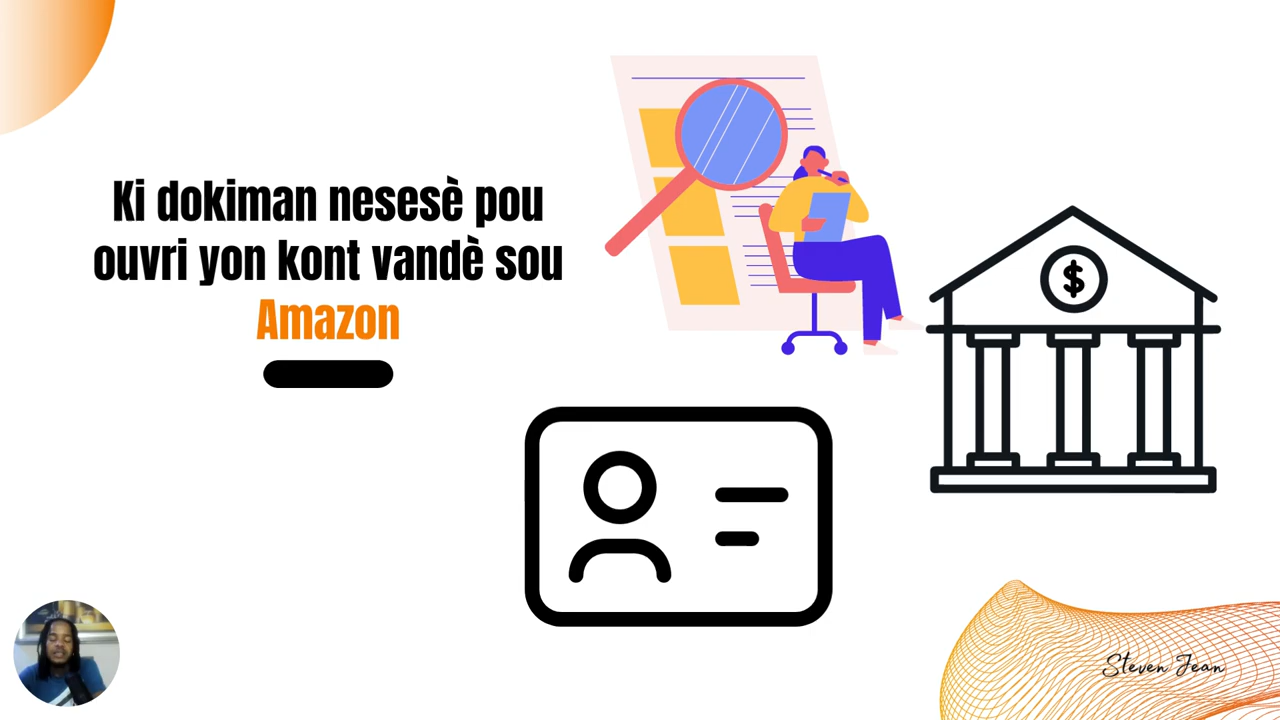 Ki dokiman nesesè pou
ouvri yon kont vandè sou
Amazon
$
Steven Jean